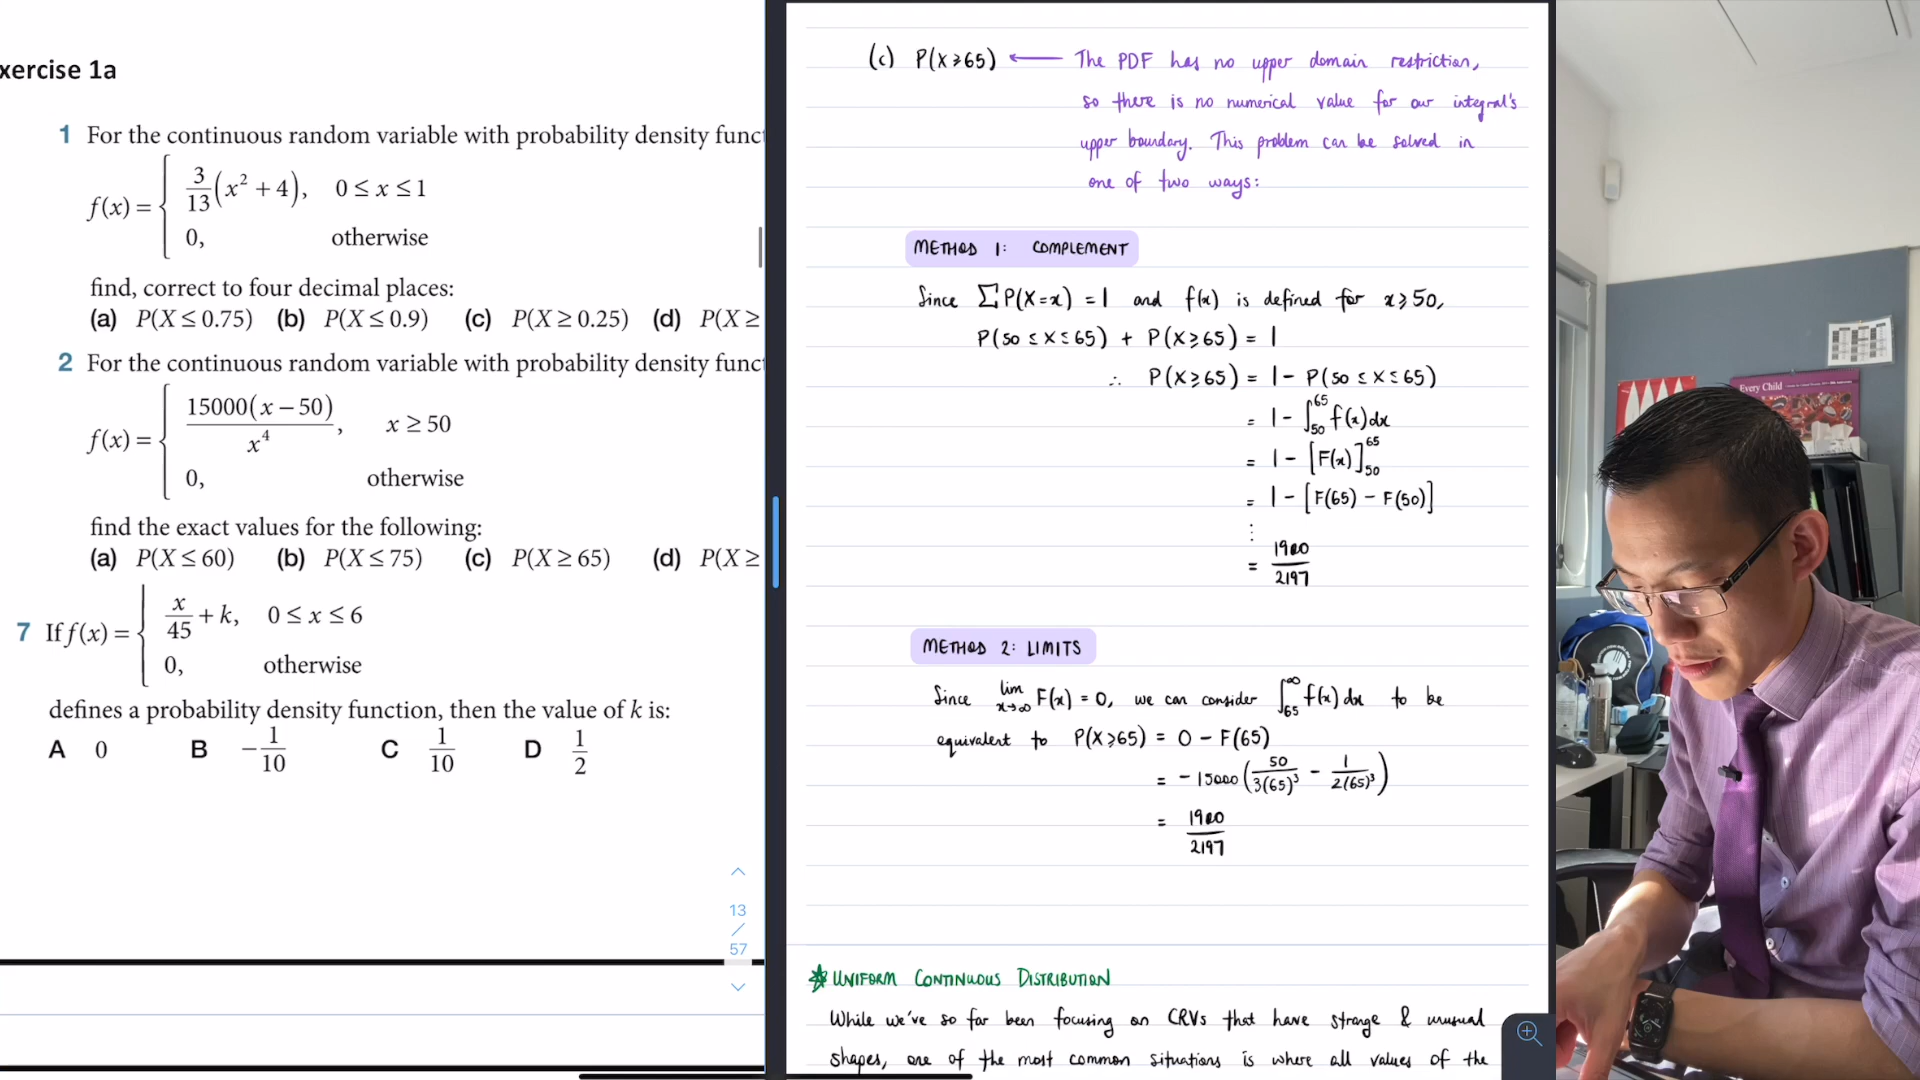 xercise 1a
1 For the continuous random variable with probability density funct
f(x) = { 3/13 (x² + 4), 0 ≤ x ≤ 1
0, otherwise
find, correct to four decimal places:
(a) P(X ≤ 0.75) (b) P(X ≤ 0.9) (c) P(X ≥ 0.25) (d) P(X ≥
2 For the continuous random variable with probability density funct
f(x) = { 15000(x − 50)/x⁴, x ≥ 50
0, otherwise
find the exact values for the following:
(a) P(X ≤ 60) (b) P(X ≤ 75) (c) P(X ≥ 65) (d) P(X ≥
7 If f(x) = { x/45 + k, 0 ≤ x ≤ 6
0, otherwise
defines a probability density function, then the value of k is:
A 0 B −1/10 C 1/10 D 1/2
13
/
57
(c) P(X ≥ 65) ← The PDF has no upper domain restriction,
so there is no numerical value for our integral's
upper boundary. This problem can be solved in
one of two ways:
METHOD 1: COMPLEMENT
Since ΣP(X=x) = 1 and f(x) is defined for x ≥ 50,
P(50 ≤ X ≤ 65) + P(X ≥ 65) = 1
∴ P(X ≥ 65) = 1 − P(50 ≤ X ≤ 65)
= 1 − ∫₅₀⁶⁵ f(x) dx
= 1 − [F(x)]₅₀⁶⁵
= 1 − [F(65) − F(50)]
⋮
= 1900/2197
METHOD 2: LIMITS
Since lim x→∞ F(x) = 0, we can consider ∫₆₅^∞ f(x) dx to be
equivalent to P(X ≥ 65) = 0 − F(65)
= −15000 (50/3(65)³ − 1/2(65)³)
= 1900/2197
★ UNIFORM CONTINUOUS DISTRIBUTION
While we've so far been focusing on CRVs that have strange & unusual
shapes, one of the most common situations is where all values of the
Every Child